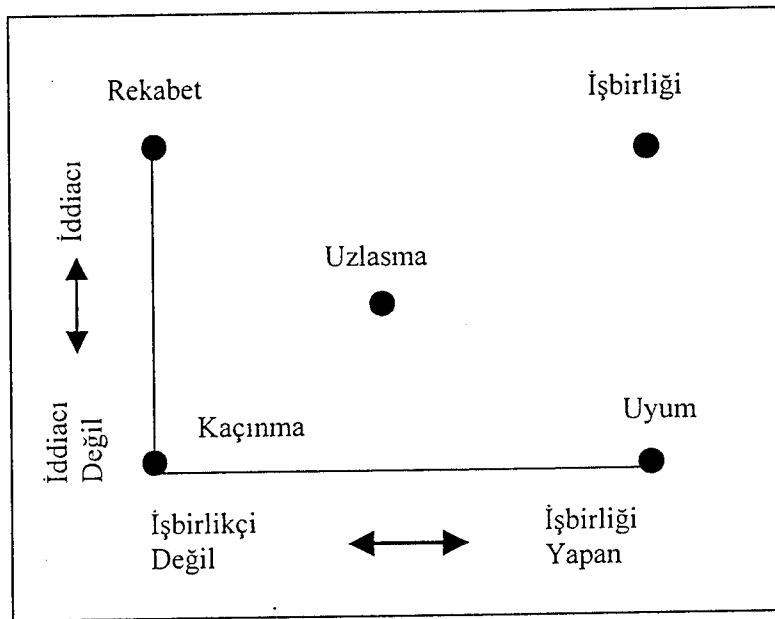 Rekabet
İşbirliği
İddiacı
Uzlasma
İddiacı
Değil
Kaçınma
Uyum
İşbirlikçi
Değil
İşbirliği
Yapan